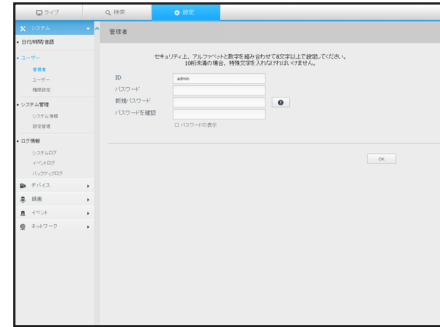 ライブ
検索
設定
システム
日付/時間/言語
ユーザー
管理者
ユーザー
権限設定
システム管理
システム情報
設定管理
ログ情報
システムログ
イベントログ
バックアップログ
デバイス
録画
イベント
ネットワーク
管理者
セキュリティ上、アルファベットと数字を組み合わせて8文字以上で設定してください。
10桁未満の場合、特殊文字を入れなければいけません。
ID admin
パスワード
新規パスワード
パスワードを確認
パスワードの表示
OK